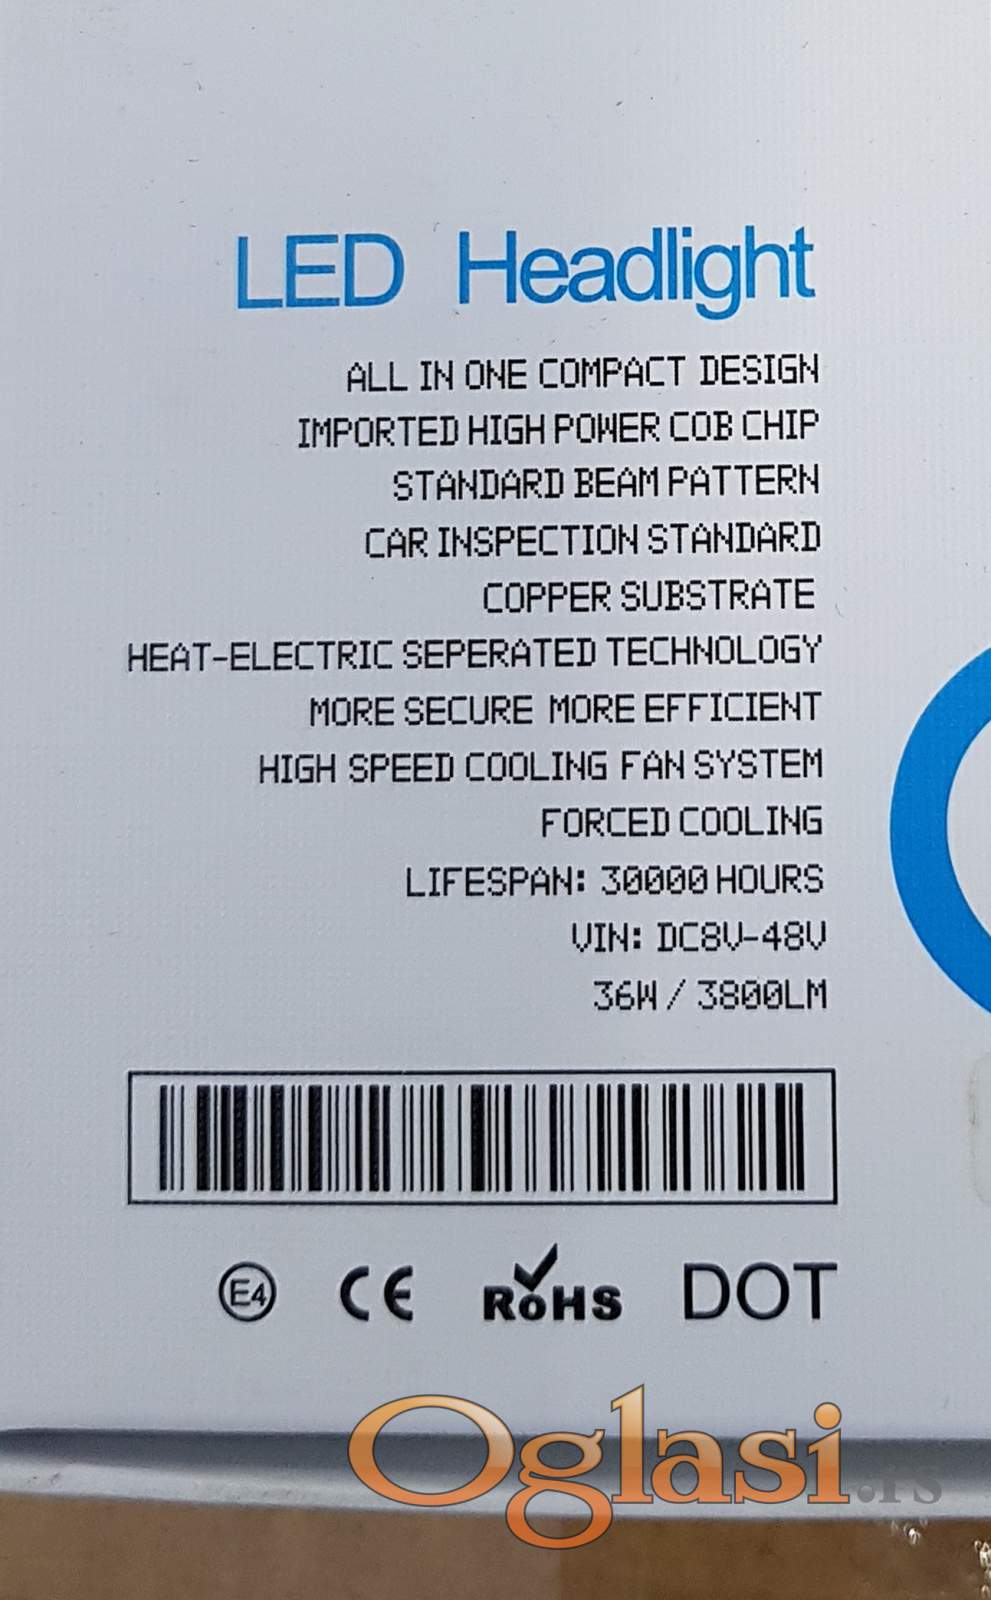 LED Headlight
ALL IN ONE COMPACT DESIGN
IMPORTED HIGH POWER COB CHIP
STANDARD BEAM PATTERN
CAR INSPECTION STANDARD
COPPER SUBSTRATE
HEAT-ELECTRIC SEPERATED TECHNOLOGY
MORE SECURE MORE EFFICIENT
HIGH SPEED COOLING FAN SYSTEM
FORCED COOLING
LIFESPAN: 30000 HOURS
VIN: DC8V-48V
36W / 3800LM
E4 CE RoHS DOT
Oglasi.rs